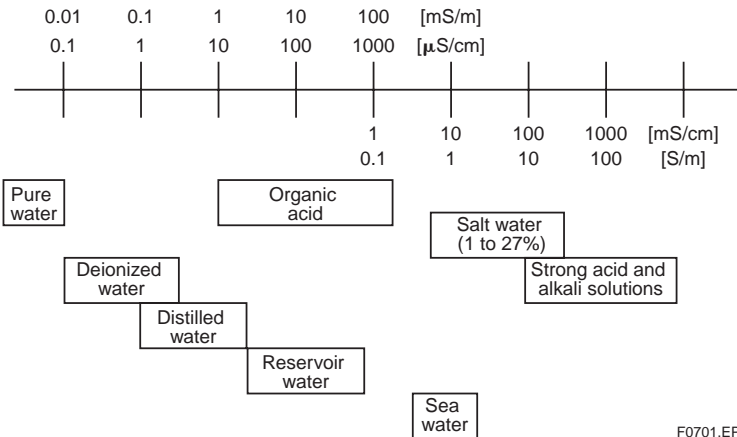 0.01 0.1 1 10 100 [mS/m]
0.1 1 10 100 1000 [μS/cm]
1 10 100 1000 [mS/cm]
0.1 1 10 100 [S/m]
Pure
water
Organic
acid
Salt water
(1 to 27%)
Deionized
water
Strong acid and
alkali solutions
Distilled
water
Reservoir
water
Sea
water
F0701.EP